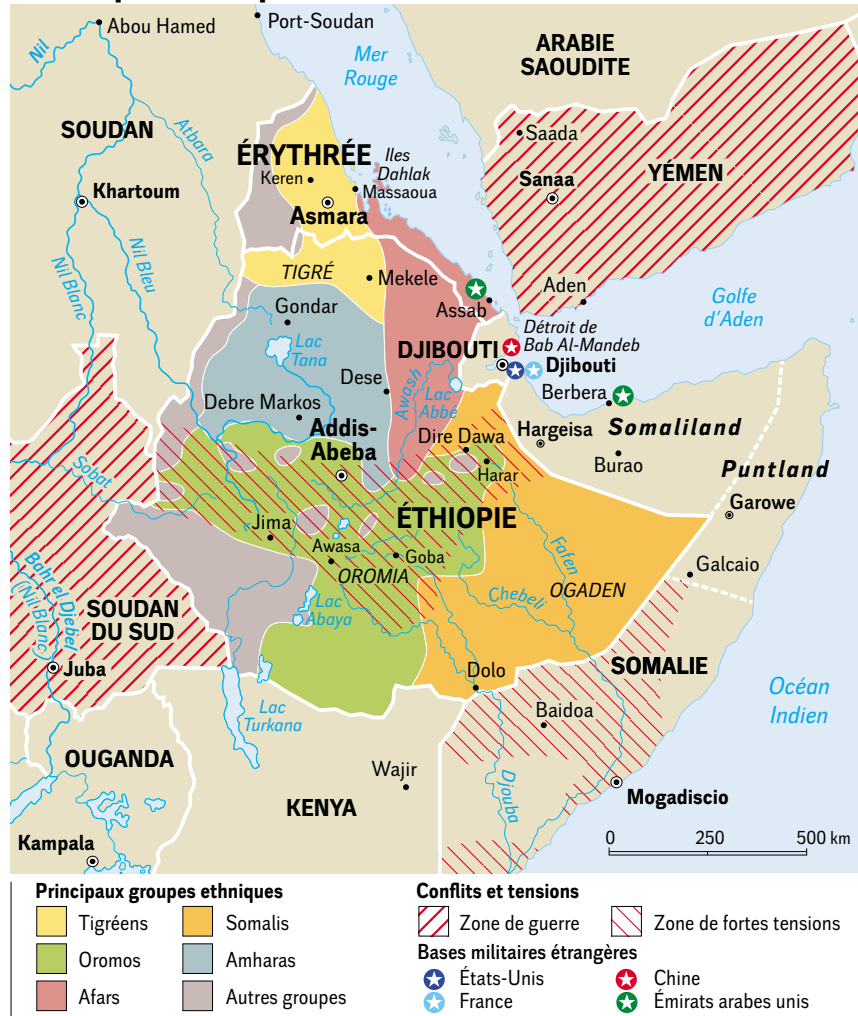 Abou Hamed
Port-Soudan
Nil
Mer
Rouge
ARABIE
SAOUDITE
Atbara
SOUDAN
Saada
ÉRYTHRÉE
Iles
Dahlak
YÉMEN
Keren
Massaoua
Sanaa
Khartoum
Asmara
Nil Bleu
Nil Blanc
TIGRÉ
Mekele
Aden
Golfe
d'Aden
Gondar
Assab
Détroit de
Bab Al-Mandeb
Lac
Tana
DJIBOUTI
Djibouti
Dese
Awash
Lac
Abbé
Berbera
Debre Markos
Addis-
Abeba
Dire Dawa
Hargeisa
Somaliland
Sobat
Harar
Burao
Puntland
Garowe
Jima
ÉTHIOPIE
Awasa
Goba
Fafen
OROMIA
Chebeli
OGADEN
Galcaio
Bahr el Djebel
(Nil Blanc)
SOUDAN
DU SUD
Lac
Abaya
Juba
Dolo
SOMALIE
Océan
Indien
Lac
Turkana
Baidoa
OUGANDA
Wajir
Djouba
KENYA
Mogadiscio
Kampala
0 250 500 km
Principaux groupes ethniques
Tigréens
Somalis
Oromos
Amharas
Afars
Autres groupes
Conflits et tensions
Zone de guerre
Zone de fortes tensions
Bases militaires étrangères
États-Unis
Chine
France
Émirats arabes unis